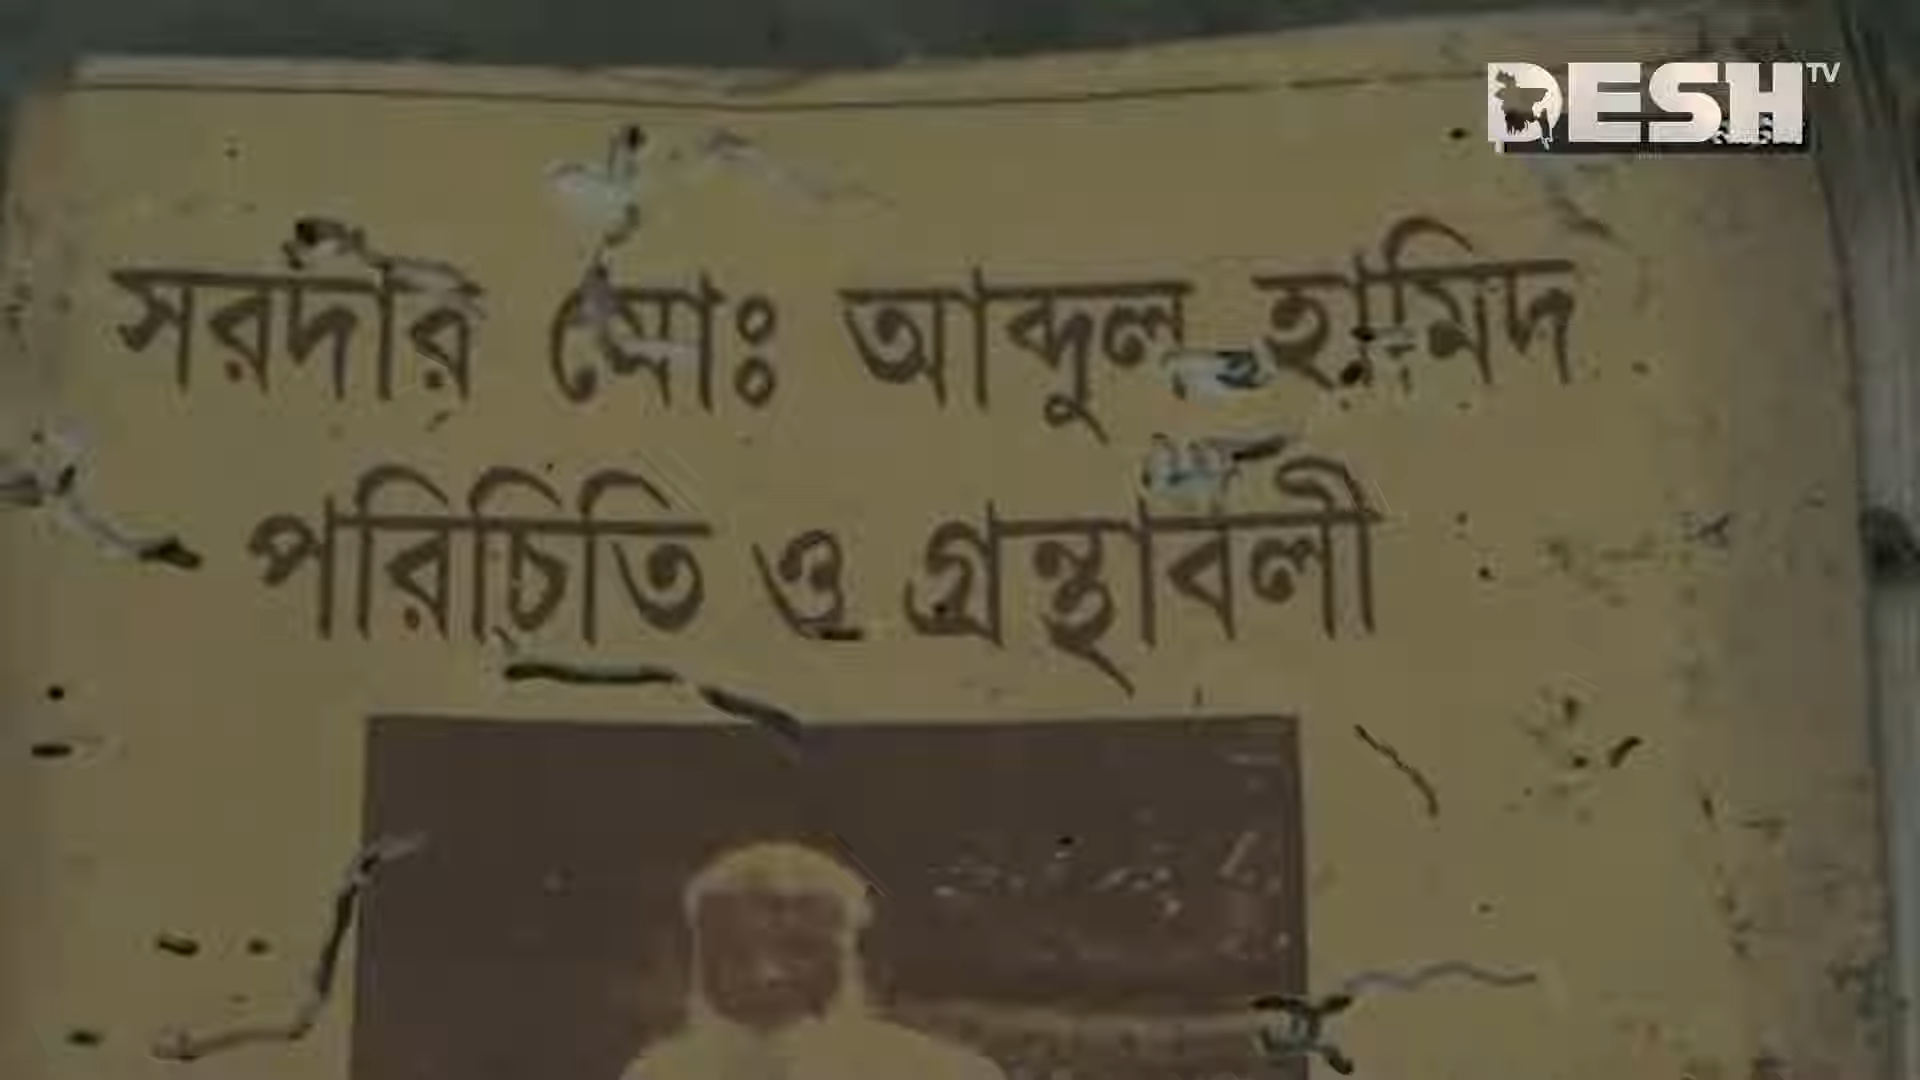 DESH TV
সরদার মোঃ আব্দুল হামিদ
পরিচিতি ও গ্রন্থাবলী